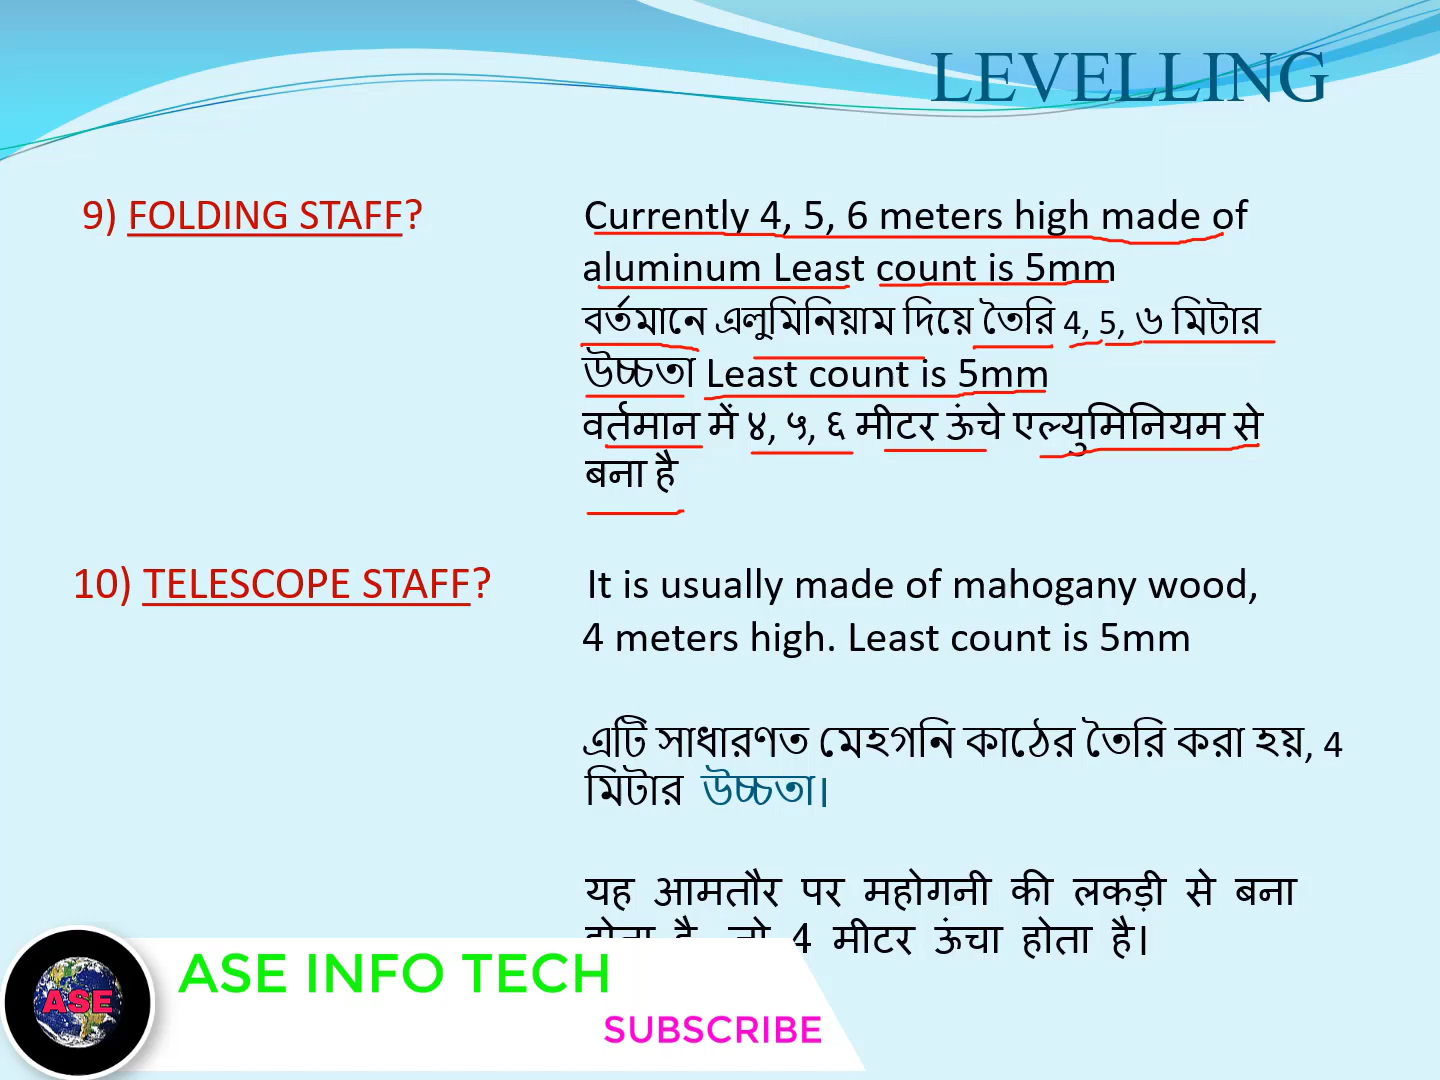 LEVELLING
9) FOLDING STAFF?
Currently 4, 5, 6 meters high made of
aluminum Least count is 5mm
বর্তমানে এলুমিনিয়াম দিয়ে তৈরি 4, 5, ৬ মিটার
উচ্চতা Least count is 5mm
वर्तमान में ४, ५, ६ मीटर ऊंचे एल्युमिनियम से
बना है
10) TELESCOPE STAFF?
It is usually made of mahogany wood,
4 meters high. Least count is 5mm
এটি সাধারণত মেহগনি কাঠের তৈরি করা হয়, 4
মিটার উচ্চতা।
यह आमतौर पर महोगनी की लकड़ी से बना
4 मीटर ऊंचा होता है।
ASE INFO TECH
ASE
SUBSCRIBE